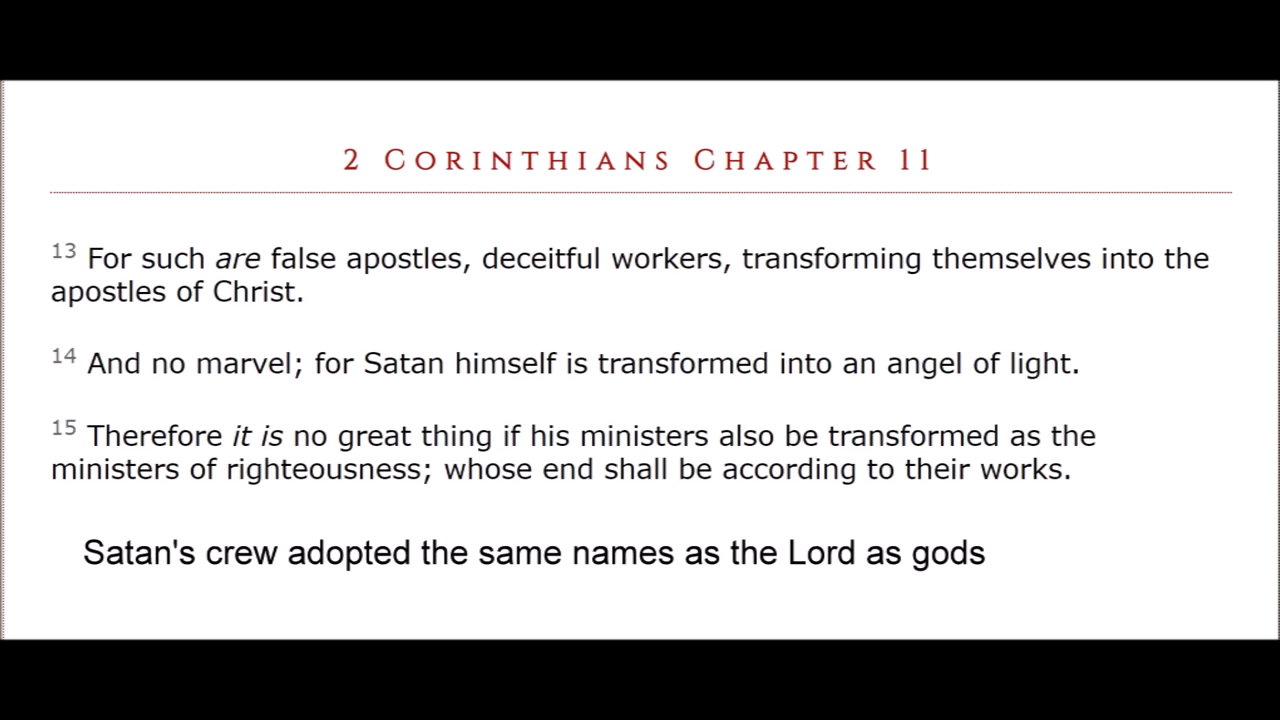 2 Corinthians Chapter 11
13 For such are false apostles, deceitful workers, transforming themselves into the
apostles of Christ.
14 And no marvel; for Satan himself is transformed into an angel of light.
15 Therefore it is no great thing if his ministers also be transformed as the
ministers of righteousness; whose end shall be according to their works.
Satan's crew adopted the same names as the Lord as gods